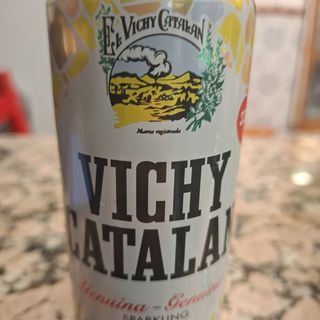 EL VICHY CATALAN
Marca registrada
VICHY
CATALAN
Genuina - Genuine
SPARKLING